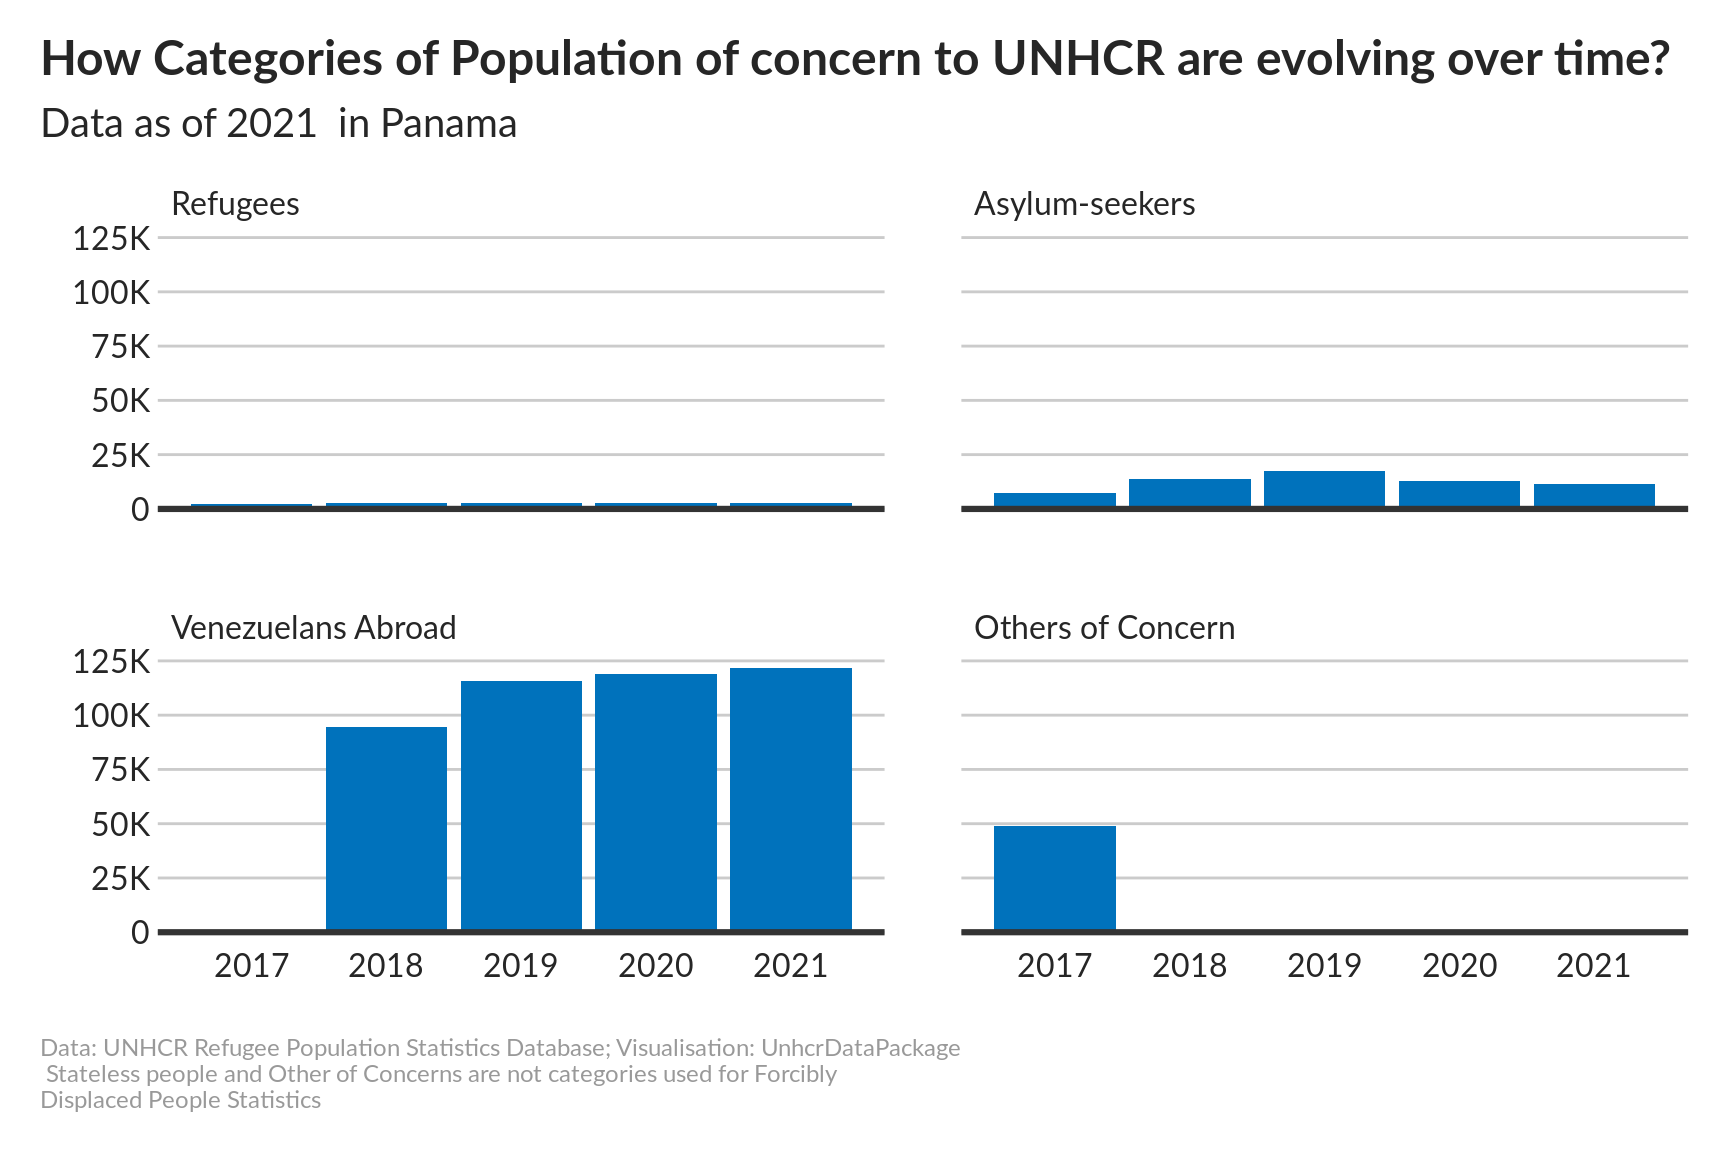 How Categories of Population of concern to UNHCR are evolving over time?
Data as of 2021  in Panama
Refugees
Asylum-seekers
125K
100K
75K
50K
25K
0
Venezuelans Abroad
Others of Concern
125K
100K
75K
50K
25K
0
2017 2018 2019 2020 2021
2017 2018 2019 2020 2021
Data: UNHCR Refugee Population Statistics Database; Visualisation: UnhcrDataPackage
Stateless people and Other of Concerns are not categories used for Forcibly
Displaced People Statistics